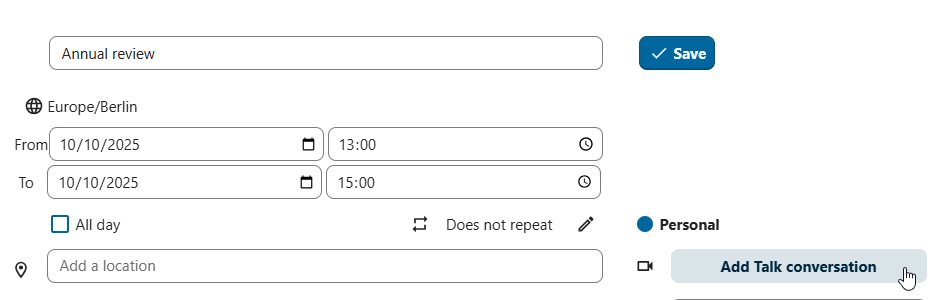 Annual review
Save
Europe/Berlin
From 10/10/2025 13:00
To 10/10/2025 15:00
All day Does not repeat Personal
Add a location Add Talk conversation